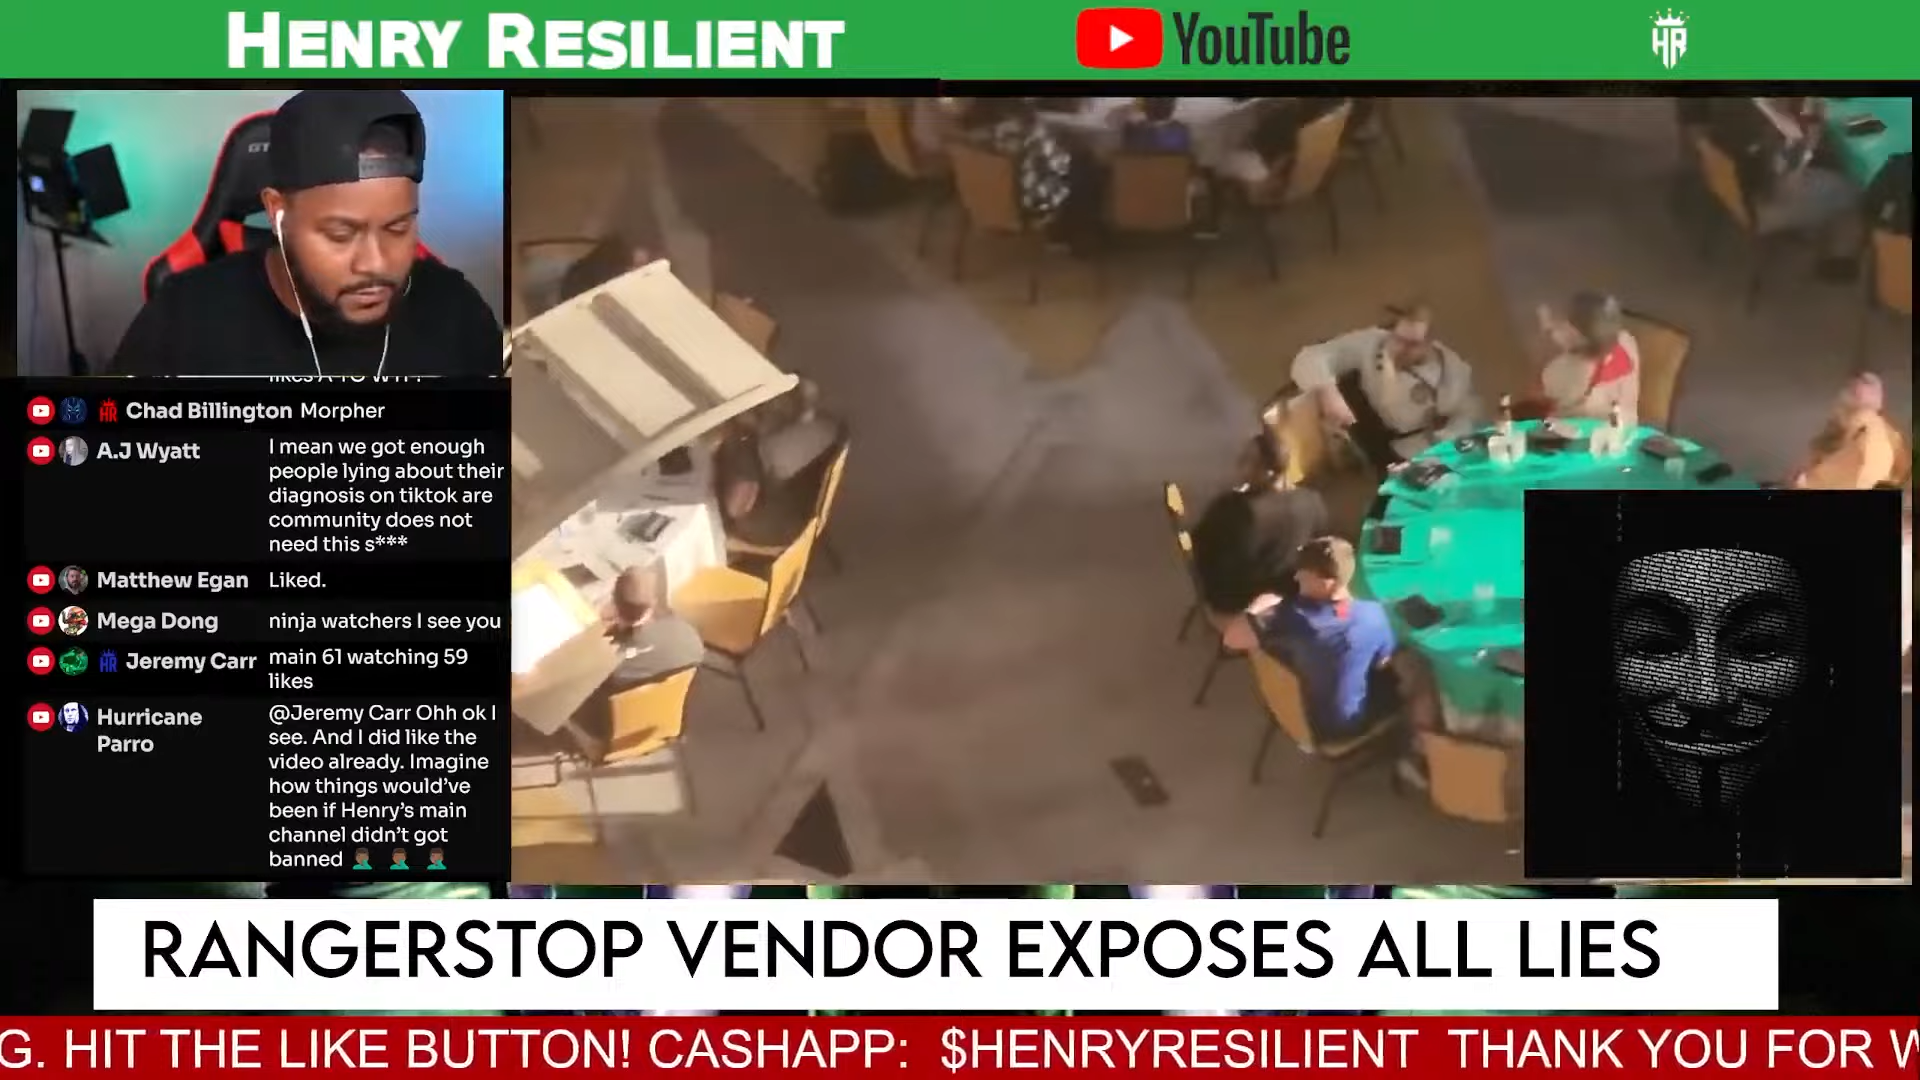 HENRY RESILIENT
YouTube
HR
GT
Chad Billington Morpher
A.J Wyatt
I mean we got enough
people lying about their
diagnosis on tiktok are
community does not
need this s***
Matthew Egan Liked.
Mega Dong ninja watchers I see you
Jeremy Carr main 61 watching 59
likes
Hurricane
Parro
@Jeremy Carr Ohh ok I
see. And I did like the
video already. Imagine
how things would've
been if Henry's main
channel didn't got
banned
RANGERSTOP VENDOR EXPOSES ALL LIES
G. HIT THE LIKE BUTTON! CASHAPP: $HENRYRESILIENT THANK YOU FOR W